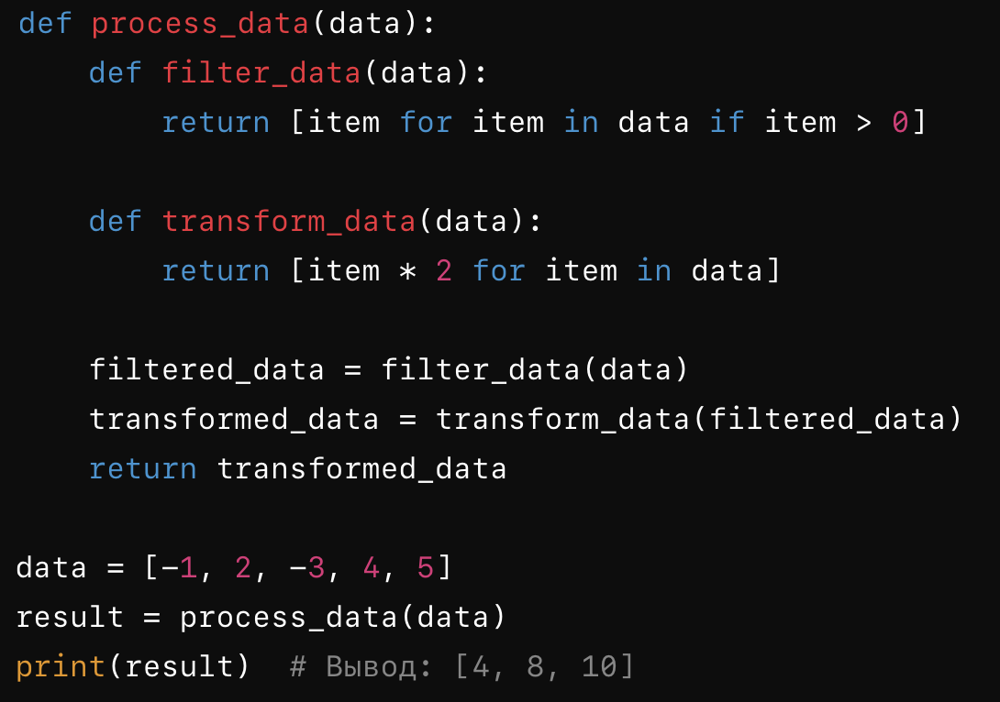 def process_data(data):
    def filter_data(data):
        return [item for item in data if item > 0]
    def transform_data(data):
        return [item * 2 for item in data]
    filtered_data = filter_data(data)
    transformed_data = transform_data(filtered_data)
    return transformed_data
data = [-1, 2, -3, 4, 5]
result = process_data(data)
print(result)  # Вывод: [4, 8, 10]